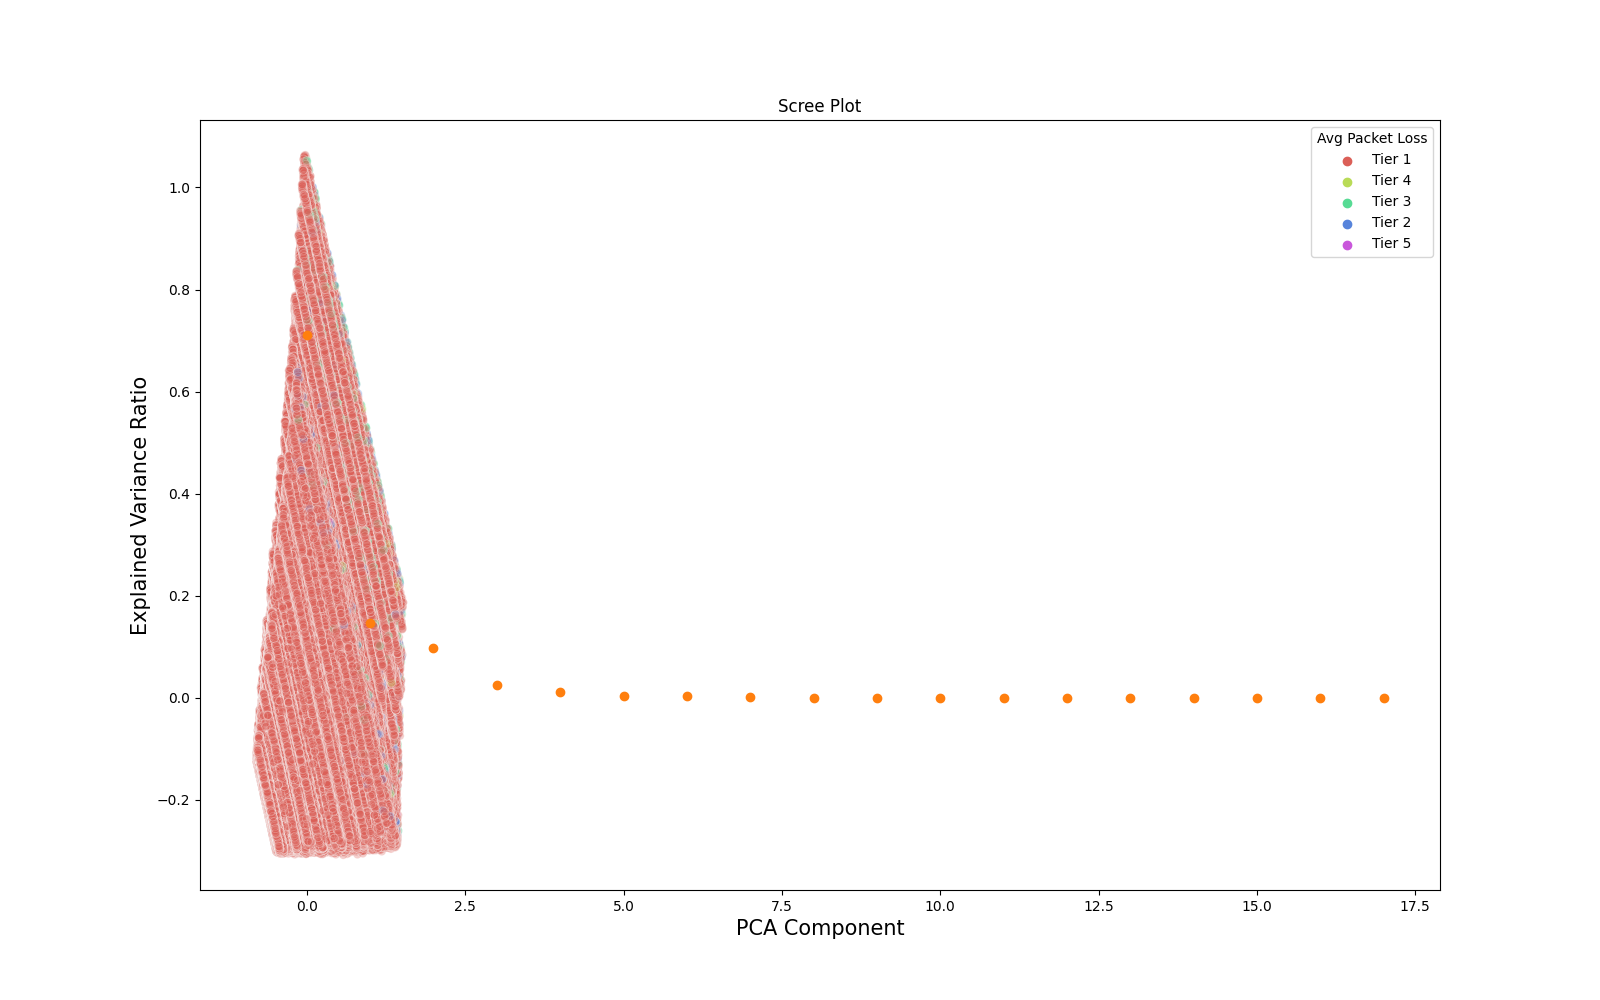 Scree Plot
Avg Packet Loss
Tier 1
Tier 4
Tier 3
Tier 2
Tier 5
Explained Variance Ratio
1.0
0.8
0.6
0.4
0.2
0.0
−0.2
0.0 2.5 5.0 7.5 10.0 12.5 15.0 17.5
PCA Component